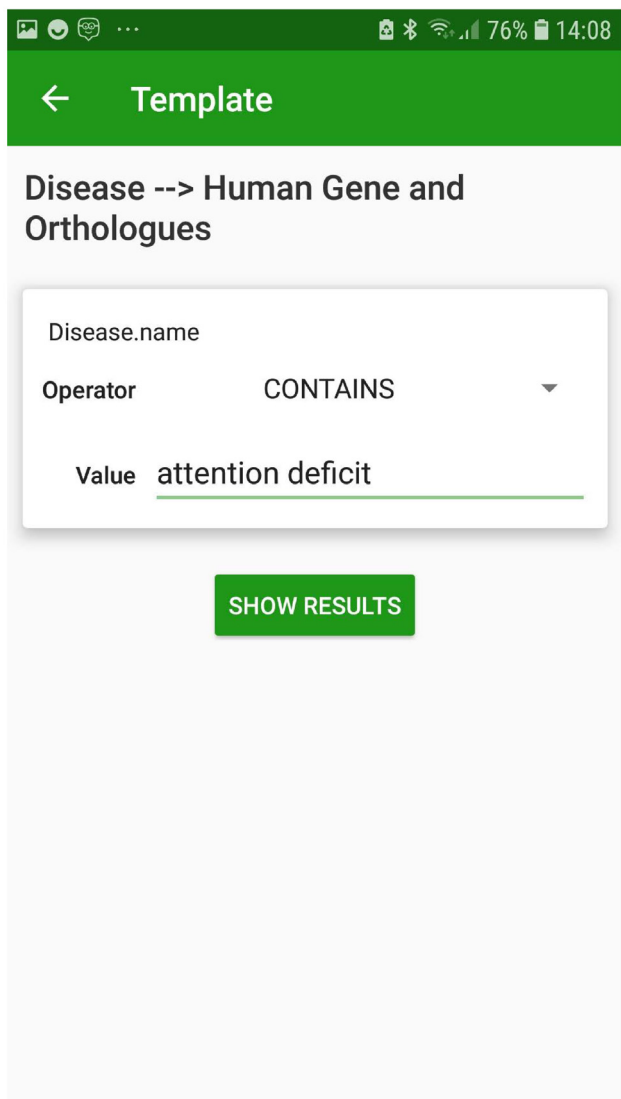 76% 14:08
Template
Disease --> Human Gene and
Orthologues
Disease.name
Operator CONTAINS
Value attention deficit
SHOW RESULTS